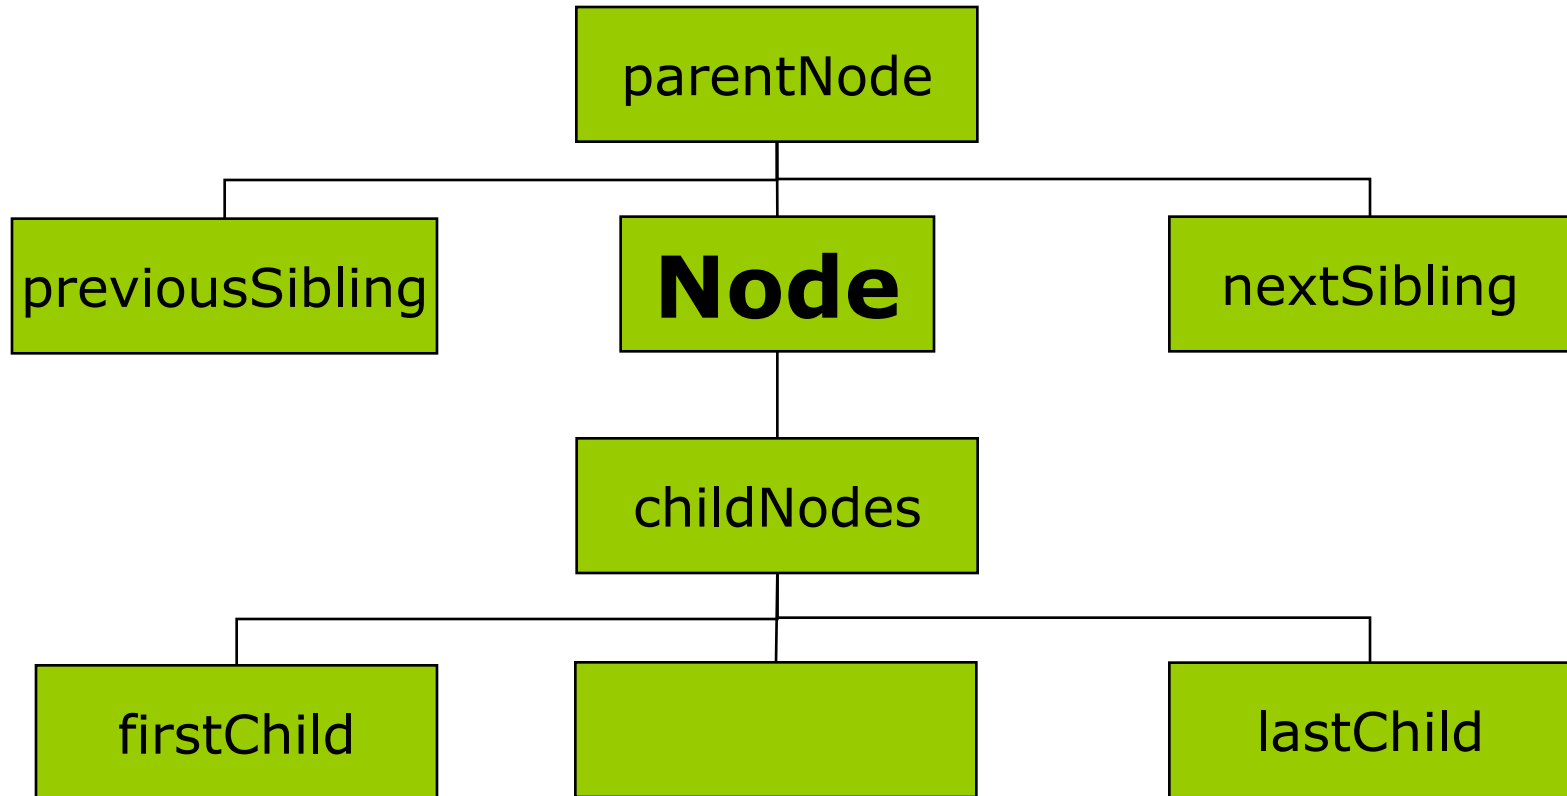 parentNode
previousSibling
Node
nextSibling
childNodes
firstChild
lastChild